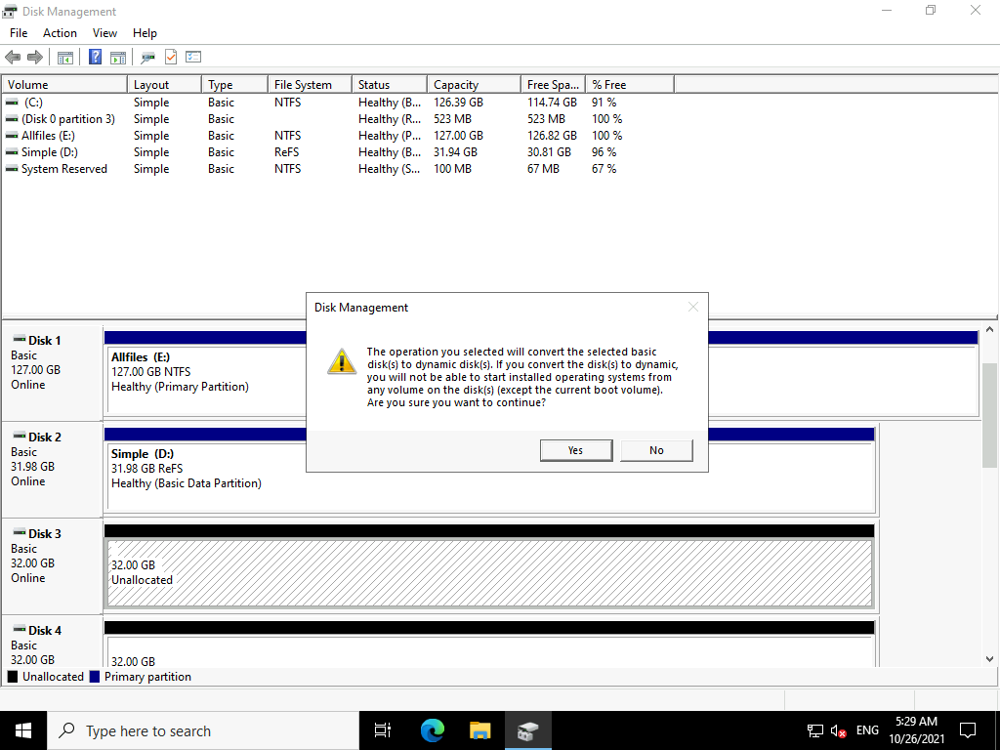 Disk Management
File Action View Help
Volume Layout Type File System Status Capacity Free Spa... % Free
(C:) Simple Basic NTFS Healthy (B... 126.39 GB 114.74 GB 91 %
(Disk 0 partition 3) Simple Basic Healthy (R... 523 MB 523 MB 100 %
Allfiles (E:) Simple Basic NTFS Healthy (P... 127.00 GB 126.82 GB 100 %
Simple (D:) Simple Basic ReFS Healthy (B... 31.94 GB 30.81 GB 96 %
System Reserved Simple Basic NTFS Healthy (S... 100 MB 67 MB 67 %
Disk Management
The operation you selected will convert the selected basic
disk(s) to dynamic disk(s). If you convert the disk(s) to dynamic,
you will not be able to start installed operating systems from
any volume on the disk(s) (except the current boot volume).
Are you sure you want to continue?
Yes No
Disk 1
Basic
127.00 GB
Online
Allfiles (E:)
127.00 GB NTFS
Healthy (Primary Partition)
Disk 2
Basic
31.98 GB
Online
Simple (D:)
31.98 GB ReFS
Healthy (Basic Data Partition)
Disk 3
Basic
32.00 GB
Online
32.00 GB
Unallocated
Disk 4
Basic
32.00 GB
32.00 GB
Unallocated Primary partition
Type here to search
ENG
5:29 AM
10/26/2021